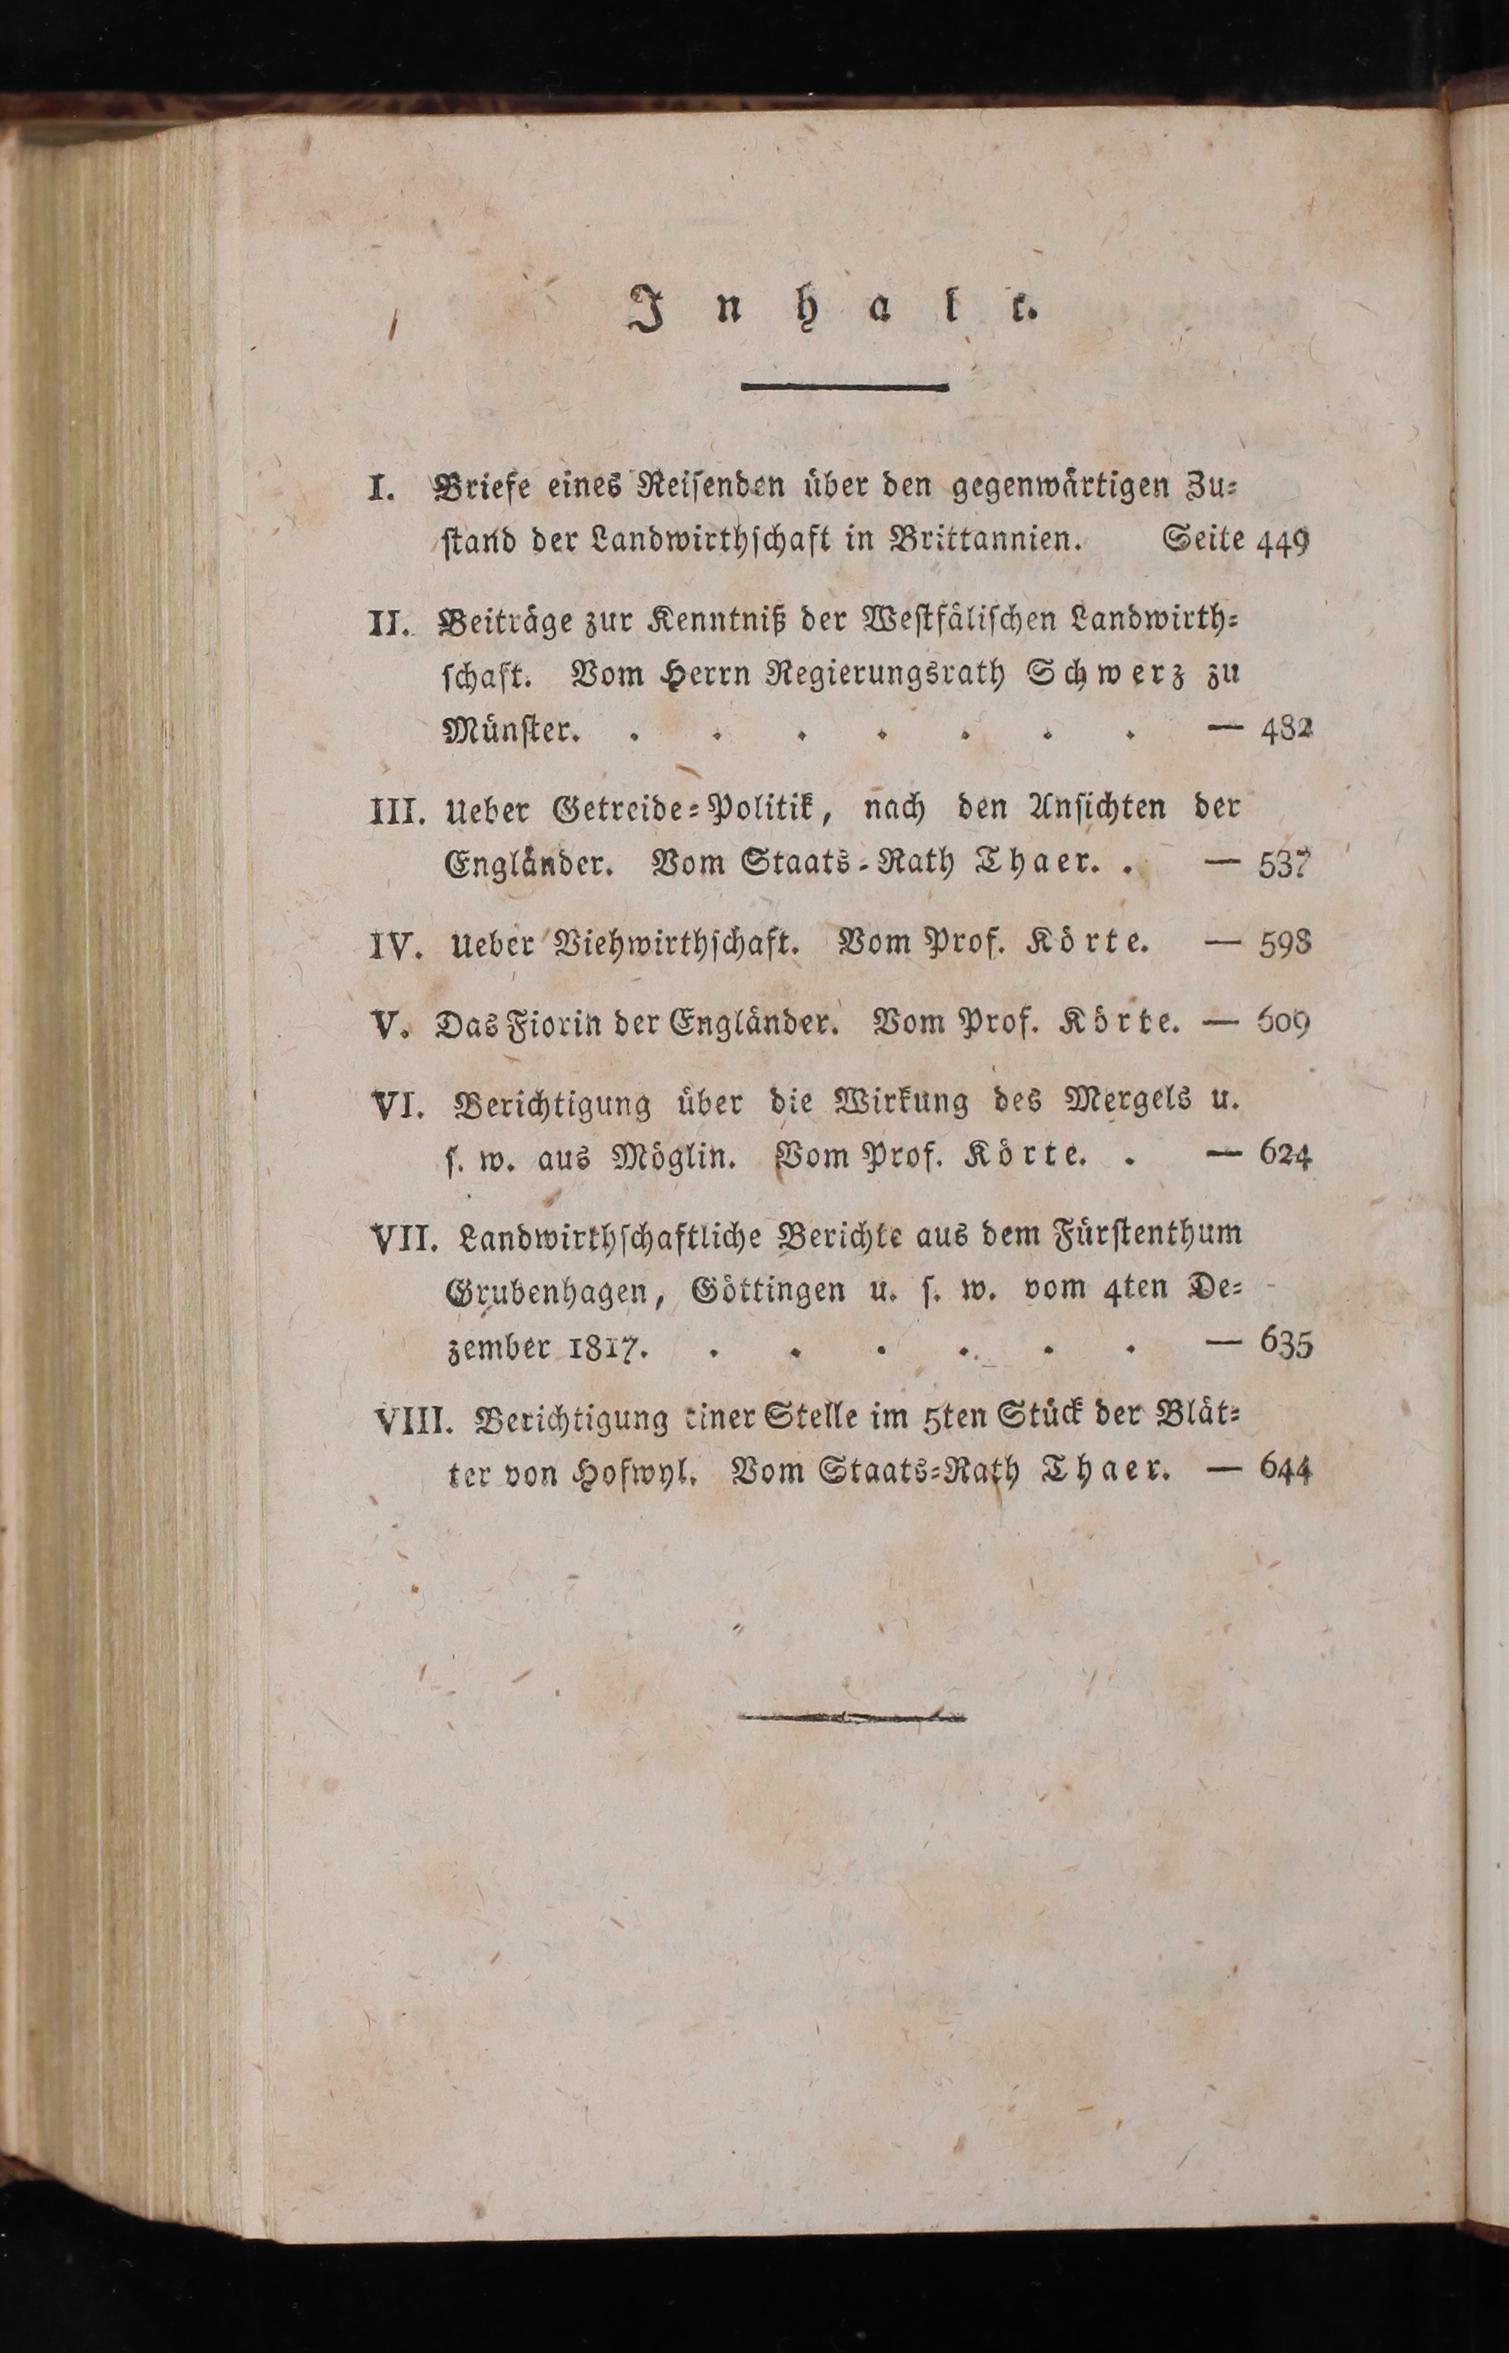 Inhalt.
I. Briefe eines Reisenden über den gegenwärtigen Zu=
stand der Landwirthschaft in Brittannien. Seite 449
II. Beiträge zur Kenntniß der Westfälischen Landwirth=
schaft. Vom Herrn Regierungsrath Schwerz zu
Münster. . . . . . . . — 482
III. Ueber Getreide=Politik, nach den Ansichten der
Engländer. Vom Staats-Rath Thaer. . — 537
IV. Ueber Viehwirthschaft. Vom Prof. Körte. — 598
V. Das Fiorin der Engländer. Vom Prof. Körte. — 609
VI. Berichtigung über die Wirkung des Mergels u.
s. w. aus Möglin. Vom Prof. Körte. . — 624
VII. Landwirthschaftliche Berichte aus dem Fürstenthum
Grubenhagen, Göttingen u. s. w. vom 4ten De=
zember 1817. . . . . . . — 635
VIII. Berichtigung einer Stelle im 5ten Stück der Blät=
ter von Hofwyl. Vom Staats=Rath Thaer. — 644